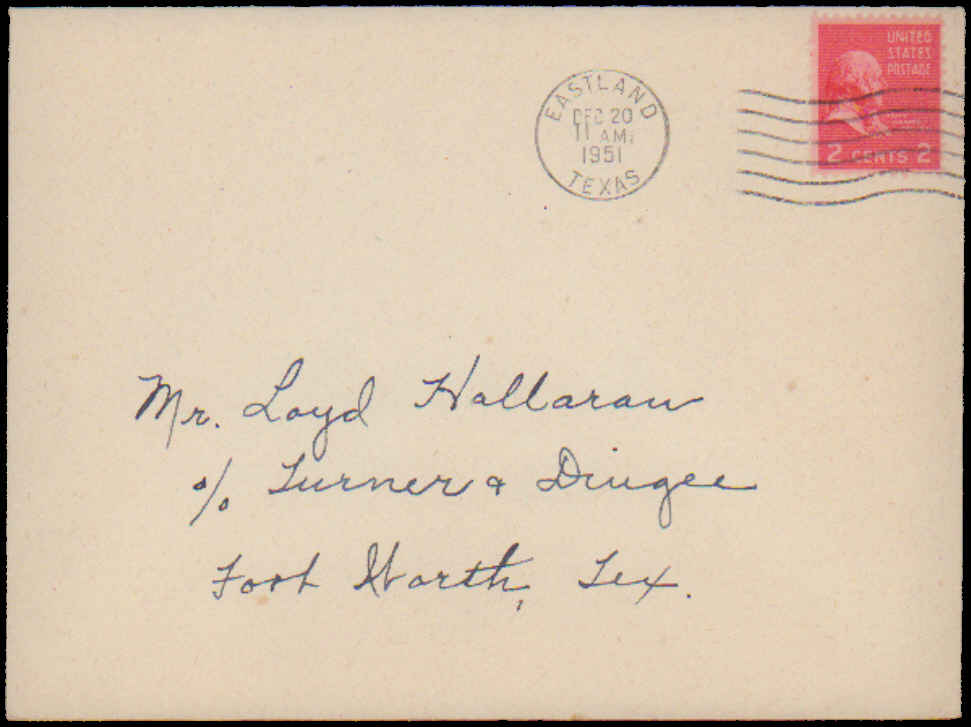 UNITED
STATES
POSTAGE
2 CENTS 2
EASTLAND
DEC 20
11 AM
1951
TEXAS
Mr. Loyd Hallaran
% Turner & Dingee
Fort Worth, Tex.